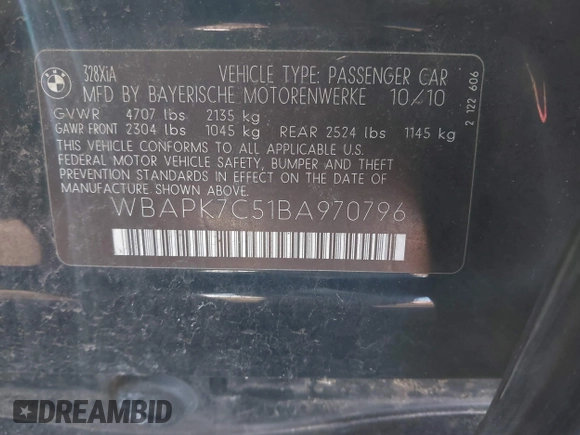 BMW
328XiA VEHICLE TYPE: PASSENGER CAR
MFD BY BAYERISCHE MOTORENWERKE 10/10
GVWR 4707 lbs 2135 kg
GAWR FRONT 2304 lbs 1045 kg REAR 2524 lbs 1145 kg
THIS VEHICLE CONFORMS TO ALL APPLICABLE U.S.
FEDERAL MOTOR VEHICLE SAFETY, BUMPER AND THEFT
PREVENTION STANDARDS IN EFFECT ON THE DATE OF
MANUFACTURE SHOWN ABOVE.
WBAPK7C51BA970796
2 122 606
DREAMBID